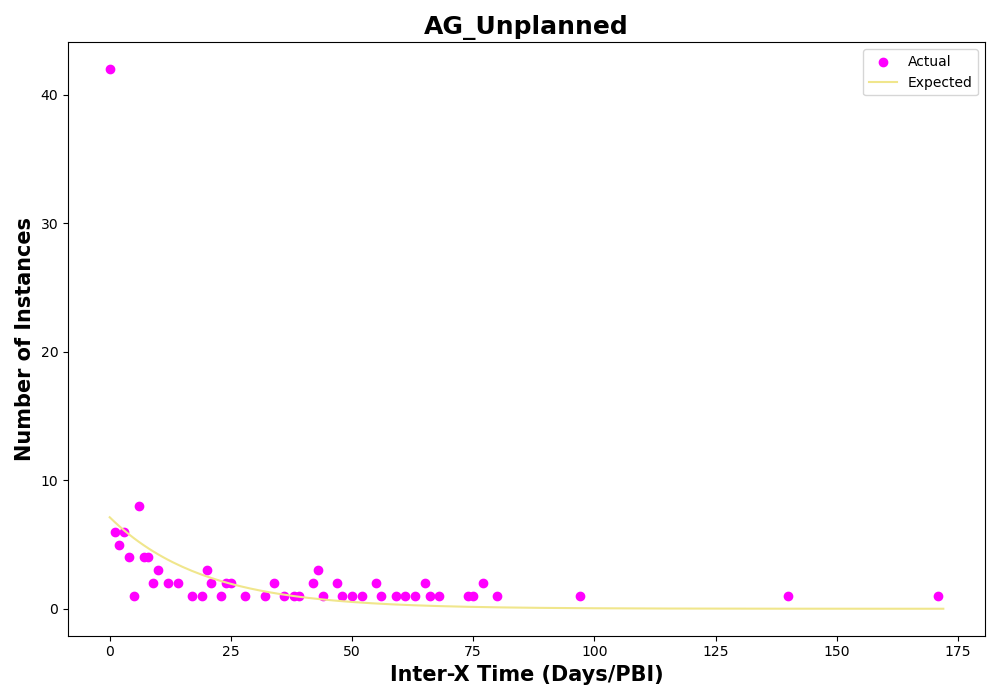 AG_Unplanned
Actual
Expected
Number of Instances
40
30
20
10
0
0 25 50 75 100 125 150 175
Inter-X Time (Days/PBI)